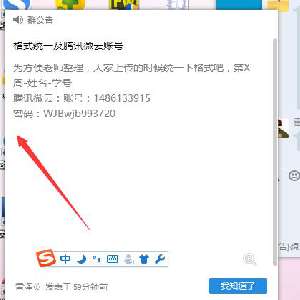 群公告
格式统一及腾讯微云账号
为方便老师整理，大家上传的时候统一下格式吧，第X
周-姓名-学号
腾讯微云：账号：1486133915
密码：WJBwjb993720
中
发表于 59分钟前
我知道了